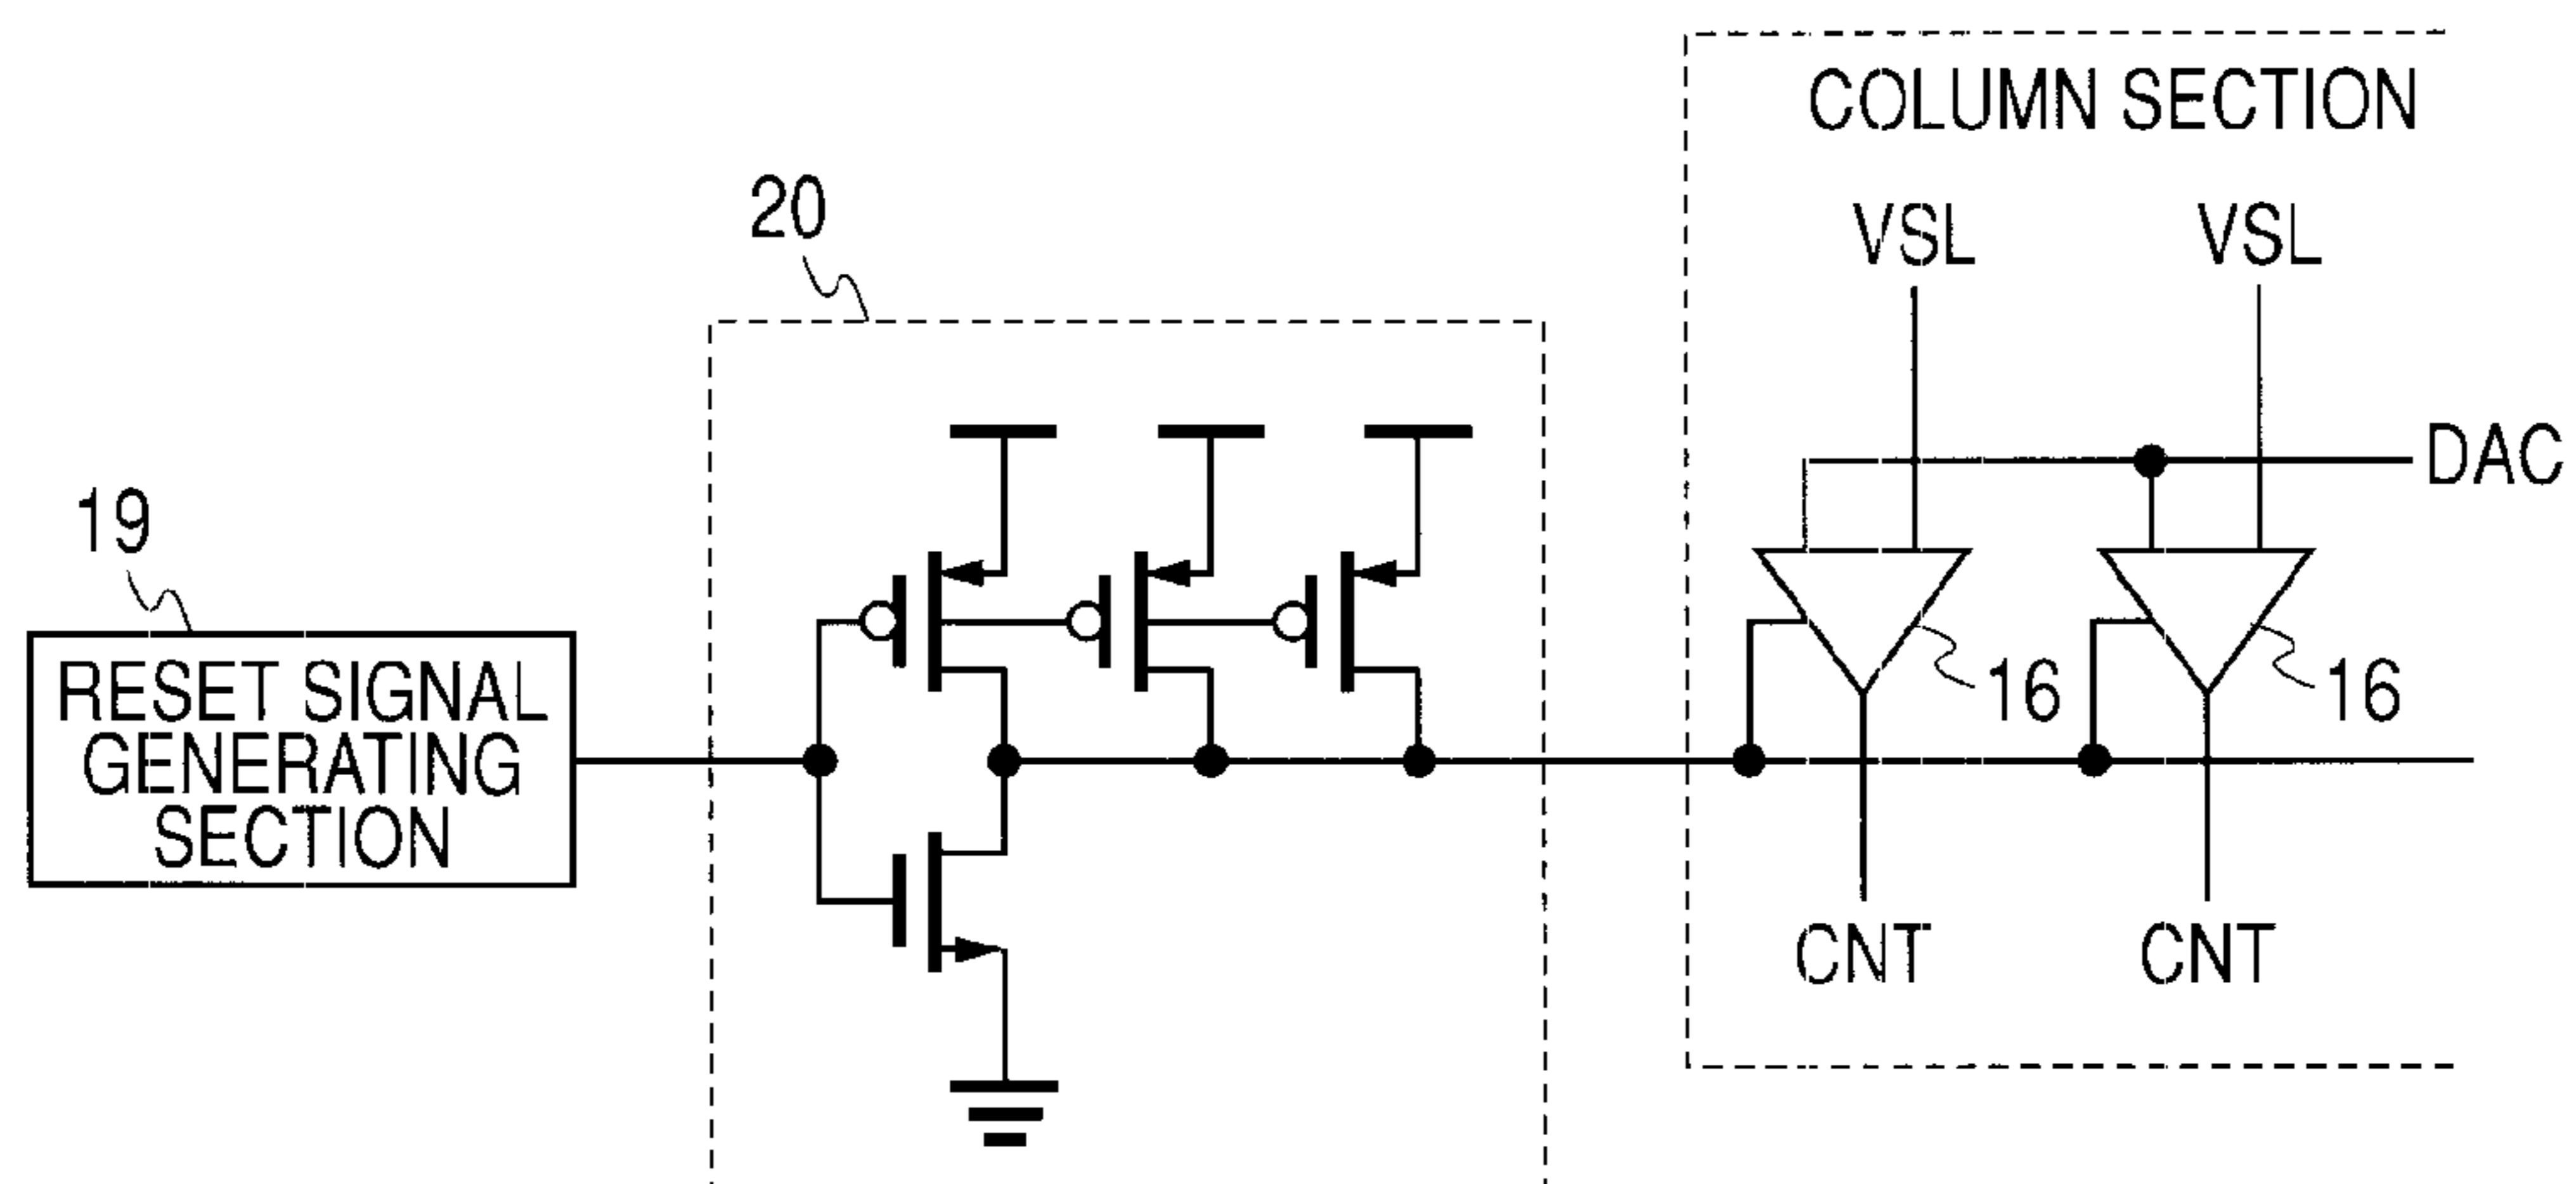 COLUMN SECTION
20
VSL VSL
DAC
19
RESET SIGNAL
GENERATING
SECTION
16 16
CNT CNT